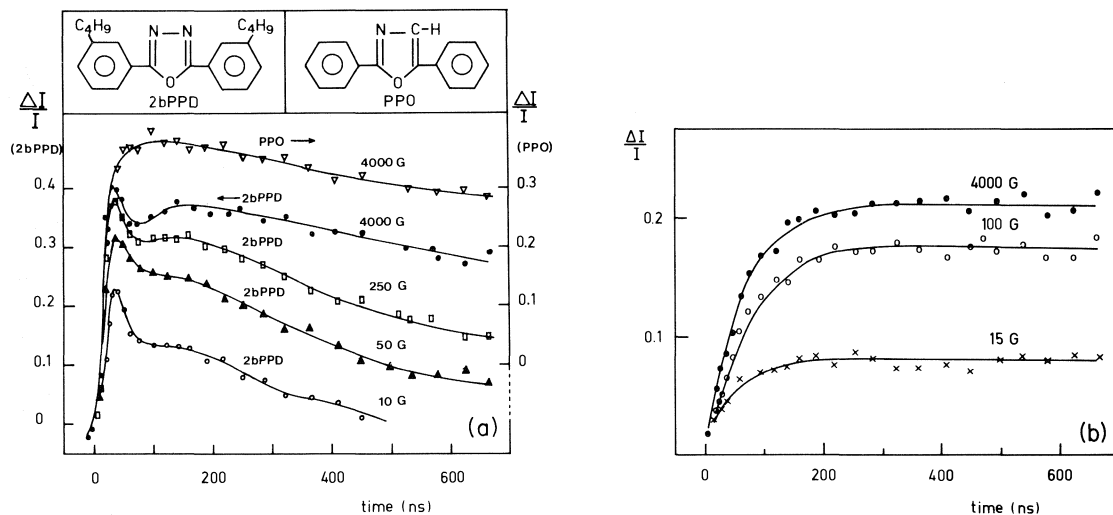 C4H9 C4H9
N—N
O
2bPPD
N—C-H
O
PPO
ΔI
I
(2bPPD)
ΔI
I
(PPO)
PPO →
4000 G
← 2bPPD
4000 G
2bPPD
250 G
2bPPD
50 G
2bPPD
10 G
0.4
0.3
0.2
0.1
0
0.3
0.2
0.1
0
(a)
0 200 400 600
time (ns)
ΔI
I
0.2
0.1
4000 G
100 G
15 G
(b)
0 200 400 600
time (ns)